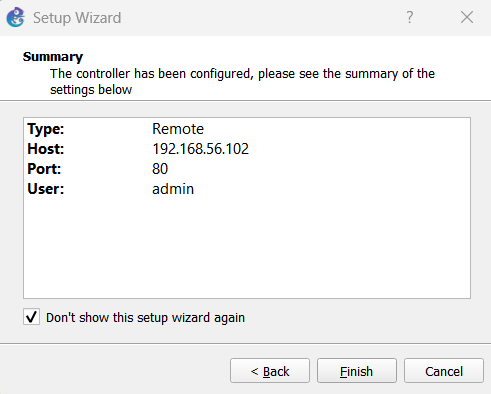 Setup Wizard ?
Summary
The controller has been configured, please see the summary of the
settings below
Type: Remote
Host: 192.168.56.102
Port: 80
User: admin
Don't show this setup wizard again
< Back Finish Cancel